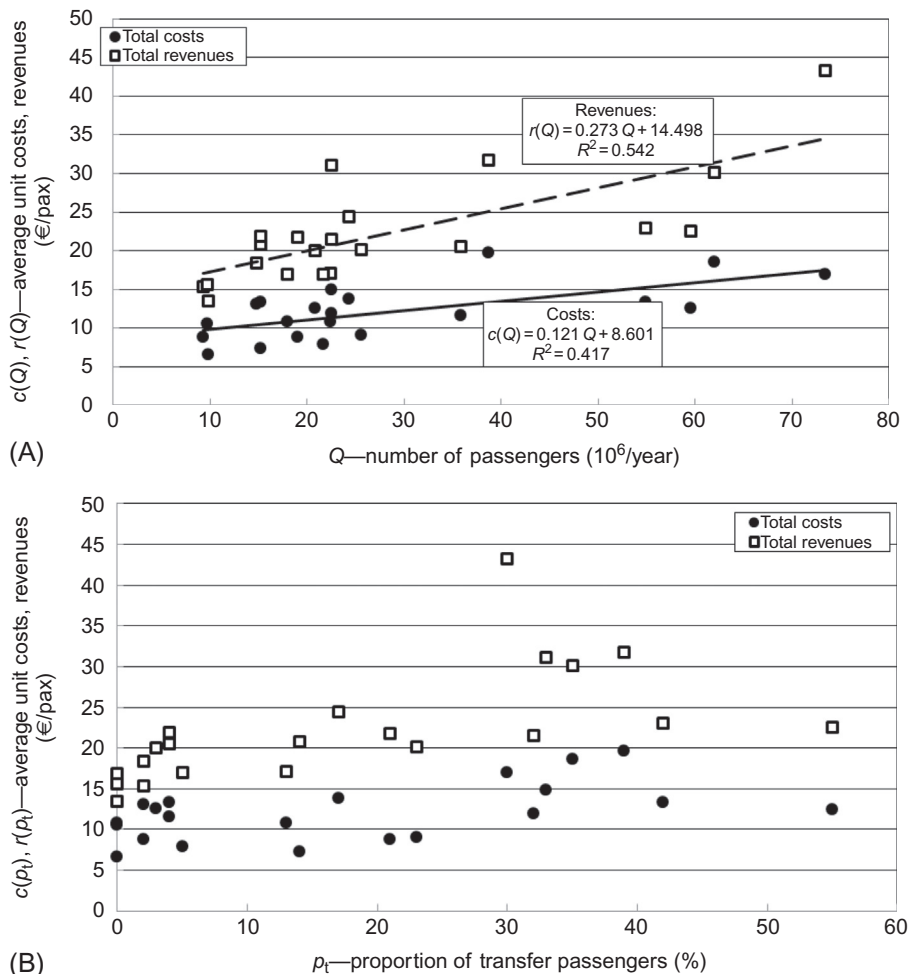 50
45
40
35
30
25
20
15
10
5
0
c(Q), r(Q)—average unit costs, revenues
(€/pax)
Total costs
Total revenues
Revenues:
r(Q) = 0.273 Q + 14.498
R² = 0.542
Costs:
c(Q) = 0.121 Q + 8.601
R² = 0.417
0 10 20 30 40 50 60 70 80
(A)
Q—number of passengers (10⁶/year)
50
45
40
35
30
25
20
15
10
5
0
c(pₜ), r(pₜ)—average unit costs, revenues
(€/pax)
Total costs
Total revenues
0 10 20 30 40 50 60
(B)
pₜ—proportion of transfer passengers (%)